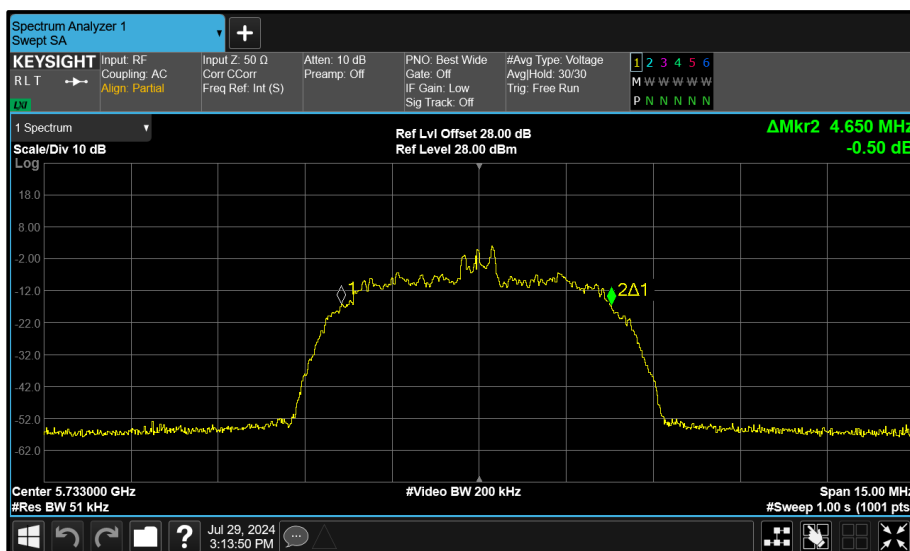 Spectrum Analyzer 1
Swept SA
+
KEYSIGHT
RLT
LXI
Input: RF
Coupling: AC
Align: Partial
Input Z: 50 Ω
Corr CCorr
Freq Ref: Int (S)
Atten: 10 dB
Preamp: Off
PNO: Best Wide
Gate: Off
IF Gain: Low
Sig Track: Off
#Avg Type: Voltage
Avg|Hold: 30/30
Trig: Free Run
1 2 3 4 5 6
M W W W W W
P N N N N N
1 Spectrum
Scale/Div 10 dB
Ref Lvl Offset 28.00 dB
Ref Level 28.00 dBm
ΔMkr2 4.650 MHz
-0.50 dB
Log
18.0
8.00
-2.00
-12.0
-22.0
-32.0
-42.0
-52.0
-62.0
1
2Δ1
Center 5.733000 GHz
#Res BW 51 kHz
#Video BW 200 kHz
Span 15.00 MHz
#Sweep 1.00 s (1001 pts
?
Jul 29, 2024
3:13:50 PM